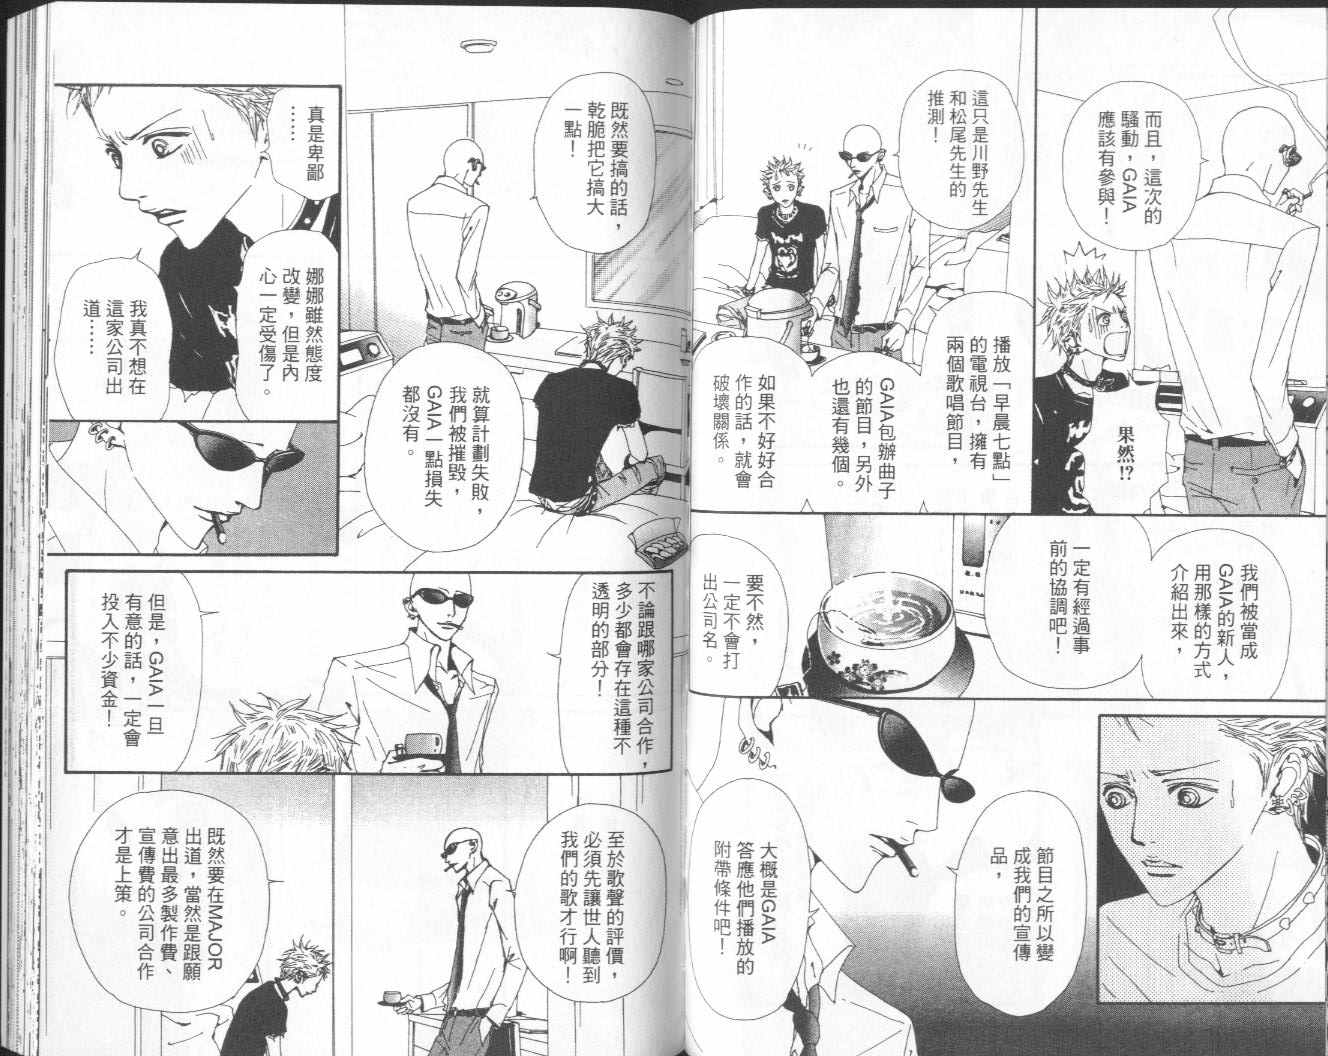 而且，這次的
騷動，GAIA
應該有參與！
這只是川野先生
和松尾先生的
推測！
果然!?
播放「早晨七點」
的電視台，擁有
兩個歌唱節目，
GAIA包辦曲子
的節目，另外
也還有幾個。
如果不好好合
作的話，就會
破壞關係。
我們被當成
GAIA的新人，
用那樣的方式
介紹出來，
一定有經過事
前的協調吧！
要不然，
一定不會打
出公司名。
節目之所以變
成我們的宣傳
品，
大概是GAIA
答應他們播放的
附帶條件吧！
既然要搞的話，
乾脆把它搞大
一點！
就算計劃失敗，
我們被摧毀，
GAIA一點損失
都沒有。
真是卑鄙
……
娜娜雖然態度
改變，但是內
心一定受傷了。
我真不想在
這家公司出
道……
不論跟哪家公司合作，
多少都會存在這種不
透明的部分！
但是，GAIA一旦
有意的話，一定會
投入不少資金！
至於歌聲的評價，
必須先讓世人聽到
我們的歌才行啊！
既然要在MAJOR
出道，當然是跟願
意出最多製作費、
宣傳費的公司合作
才是上策。